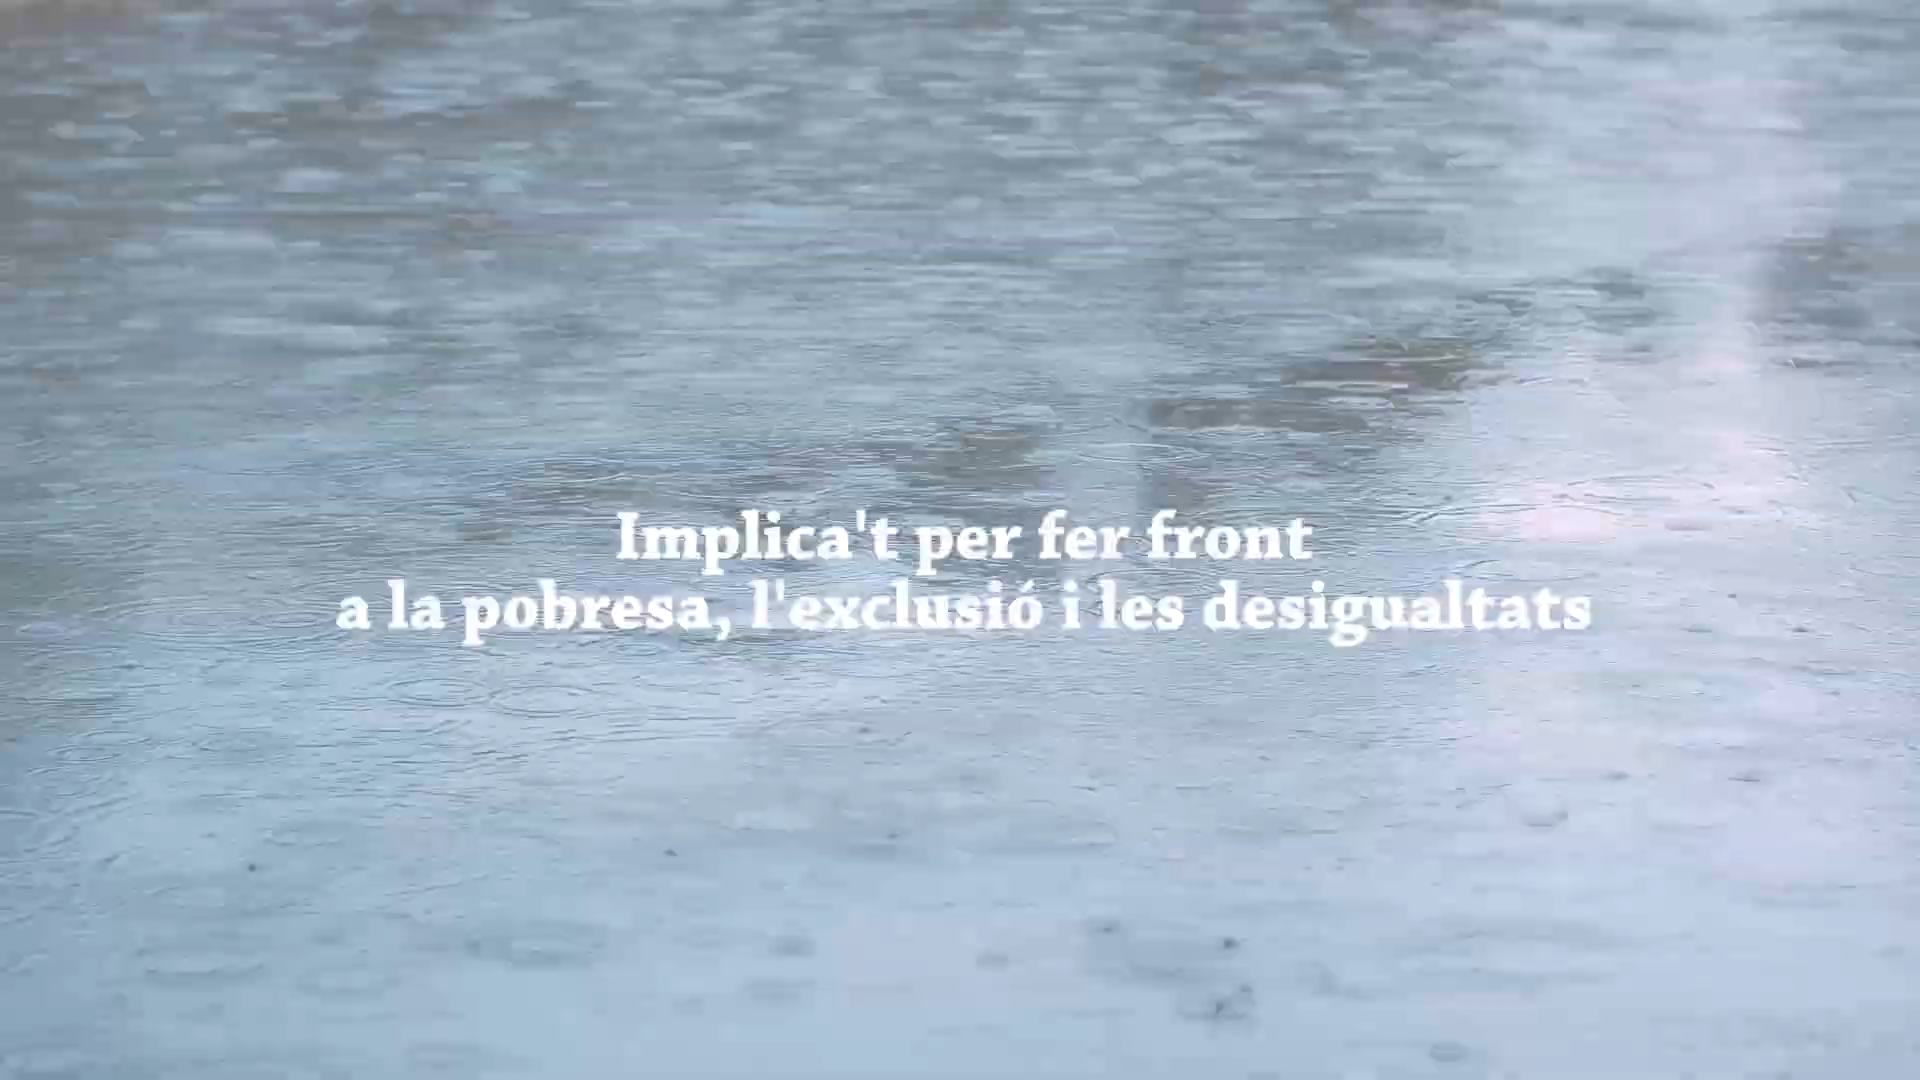 Implica't per fer front
a la pobresa, l'exclusió i les desigualtats